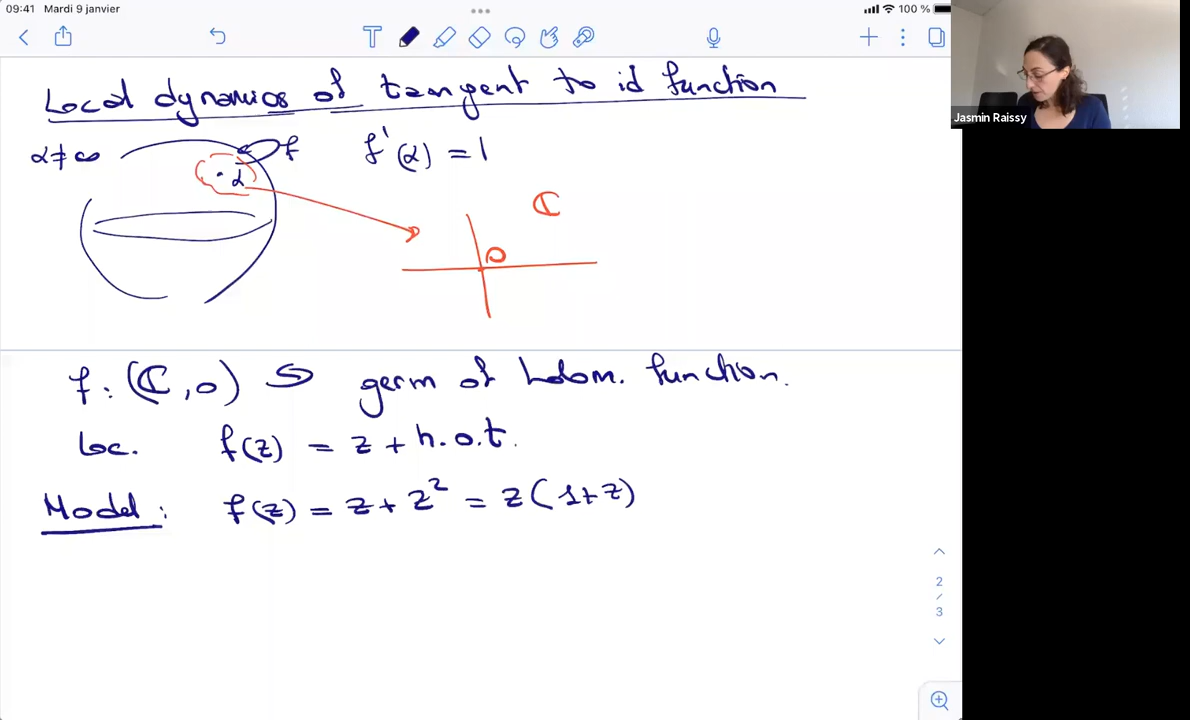 09:41 Mardi 9 janvier
100 %
T
Jasmin Raissy
Local dynamics of tangent to id function
α ≠ ∞
f
f'(α) = 1
α
ℂ
0
f : (ℂ, 0) ↺ germ of holom. function.
loc. f(z) = z + h.o.t.
Model : f(z) = z + z² = z(1+z)
2
/
3